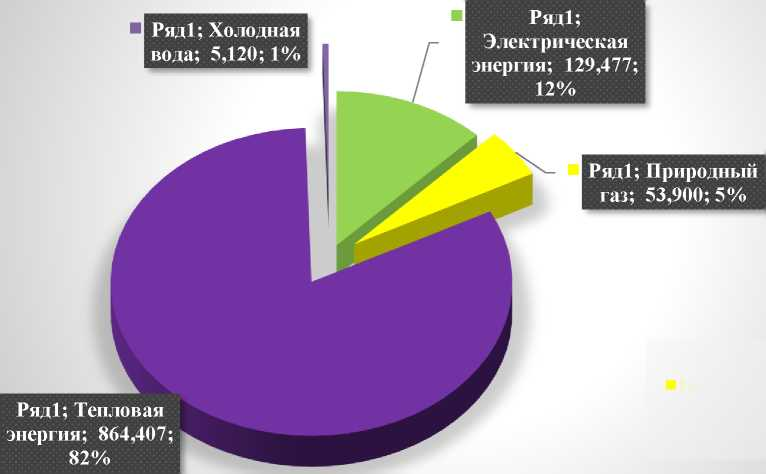 Ряд1; Холодная
вода;  5,120; 1%
Ряд1;
Электрическая
энергия;  129,477;
12%
Ряд1; Природный
газ;  53,900; 5%
Ряд1; Тепловая
энергия;  864,407;
82%